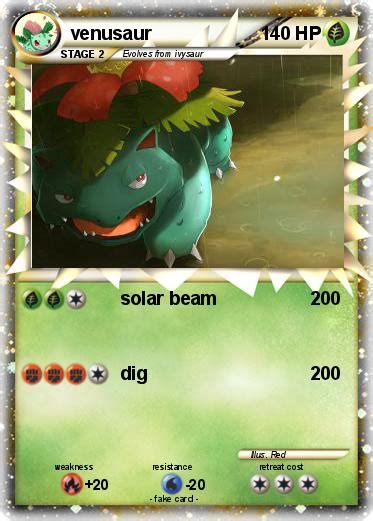 venusaur 140 HP
STAGE 2 Evolves from ivysaur
solar beam 200
dig 200
Illus. Red
weakness resistance retreat cost
+20 -20
- fake card -